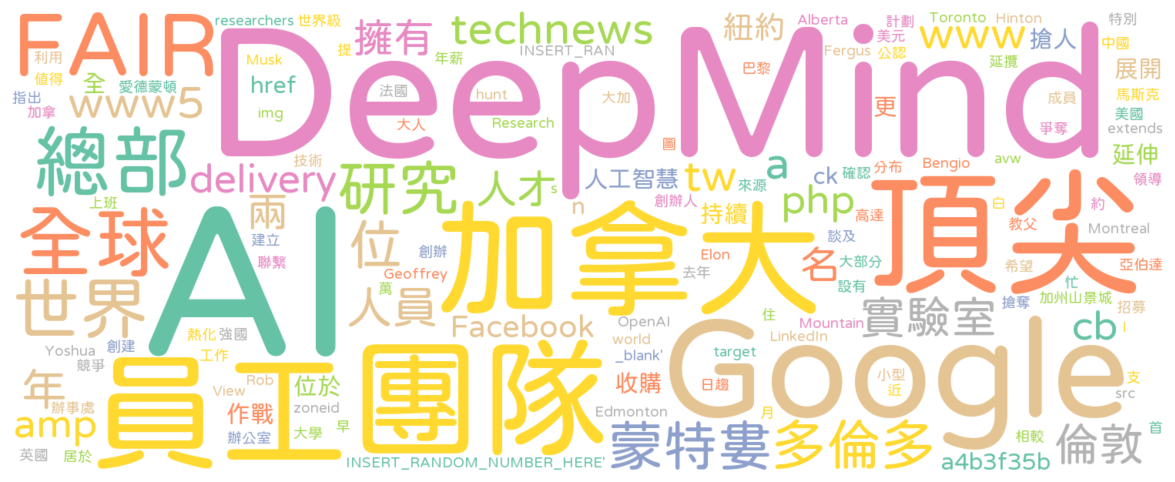 researchers 世界級 technews 紐約 Alberta 計劃 Toronto Hinton 特別
FAIR DeepMind 擁有 INSERT_RAN www 搶人 中國
利用 Musk 提 年薪 美元 公認 Fergus 延攬
值得 全 愛德蒙頓 href 法國 hunt 大加 巴黎 展開
指出 www5 成員 馬斯克
加拿 img 大人 Research 更 美國
爭奪 extends
總部 技術 圖 延伸
delivery 研究 人才 s 人工智慧 tw 來源 a ck 確認 分布 Bengio avw 領導
上班 n 創辦人 持續 php 高達 頂尖 白 約
全球 兩 AI 位 創辦 加拿大 名 談及 教父 Montreal
建立 Elon 大部分 希望 亞伯達
聯繫 Geoffrey 去年 設有 忙
世界 萬 人員 住 搶奪 加州山景城 招募
熱化 強國 Facebook OpenAI Mountain 實驗室 cb I
Yoshua 創建 world LinkedIn
競爭 工作 _blank' target Google
年 View Rob 員工 位於 團隊 收購 日趨 小型 支
辦事處 作戰 zoneid Edmonton 近 src
amp 辦公室 大學 早 月 首
英國 居於 蒙特婁 多倫多 相較 倫敦
INSERT_RANDOM_NUMBER_HERE' a4b3f35b